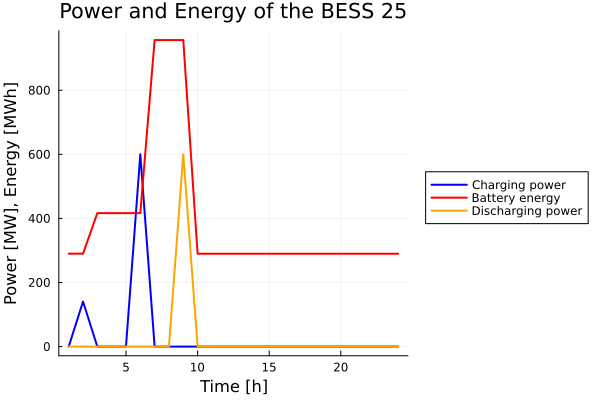 Power and Energy of the BESS 25
Power [MW], Energy [MWh]
800
600
400
200
0
5
10
15
20
Time [h]
Charging power
Battery energy
Discharging power